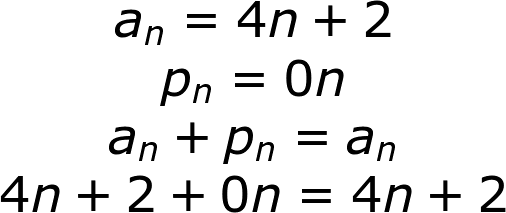 aₙ = 4n + 2
pₙ = 0n
aₙ + pₙ = aₙ
4n + 2 + 0n = 4n + 2